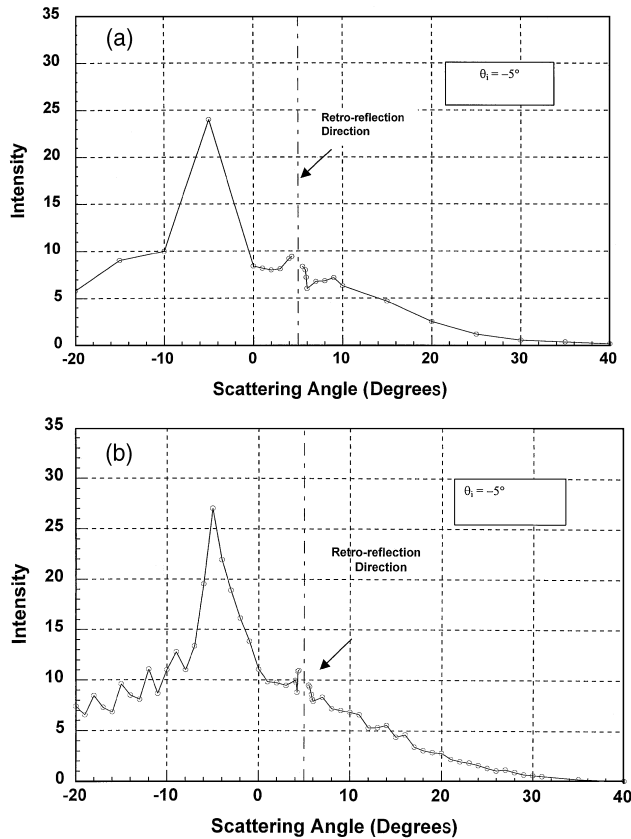 35
(a)
30
θi = –5°
25
Retro-reflection
Direction
20
Intensity
15
10
5
0
-20 -10 0 10 20 30 40
Scattering Angle (Degrees)
35
(b)
30
θi = –5°
25
Retro-reflection
Direction
20
Intensity
15
10
5
0
-20 -10 0 10 20 30 40
Scattering Angle (Degrees)